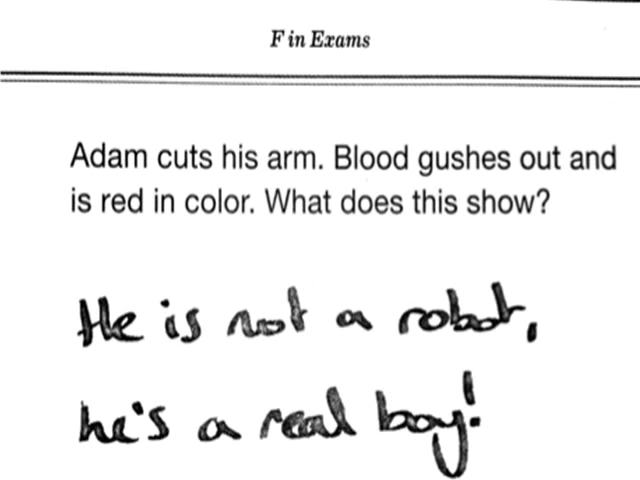 F in Exams
Adam cuts his arm. Blood gushes out and
is red in color. What does this show?
He is not a robot,
he's a real boy!